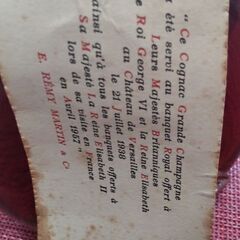 “ Ce Cognac Grande Champagne
a été servi au banquet Royal offert à
Leurs Majestés Britanniques
le Roi George VI et la Reine Elisabeth
au Château de Versailles
le 21 Juillet 1938
ainsi qu'à tous les banquets offerts à
Sa Majesté la Reine Elisabeth II
lors de sa visite en France
en Avril 1957 ”
E. RÉMY MARTIN & Co